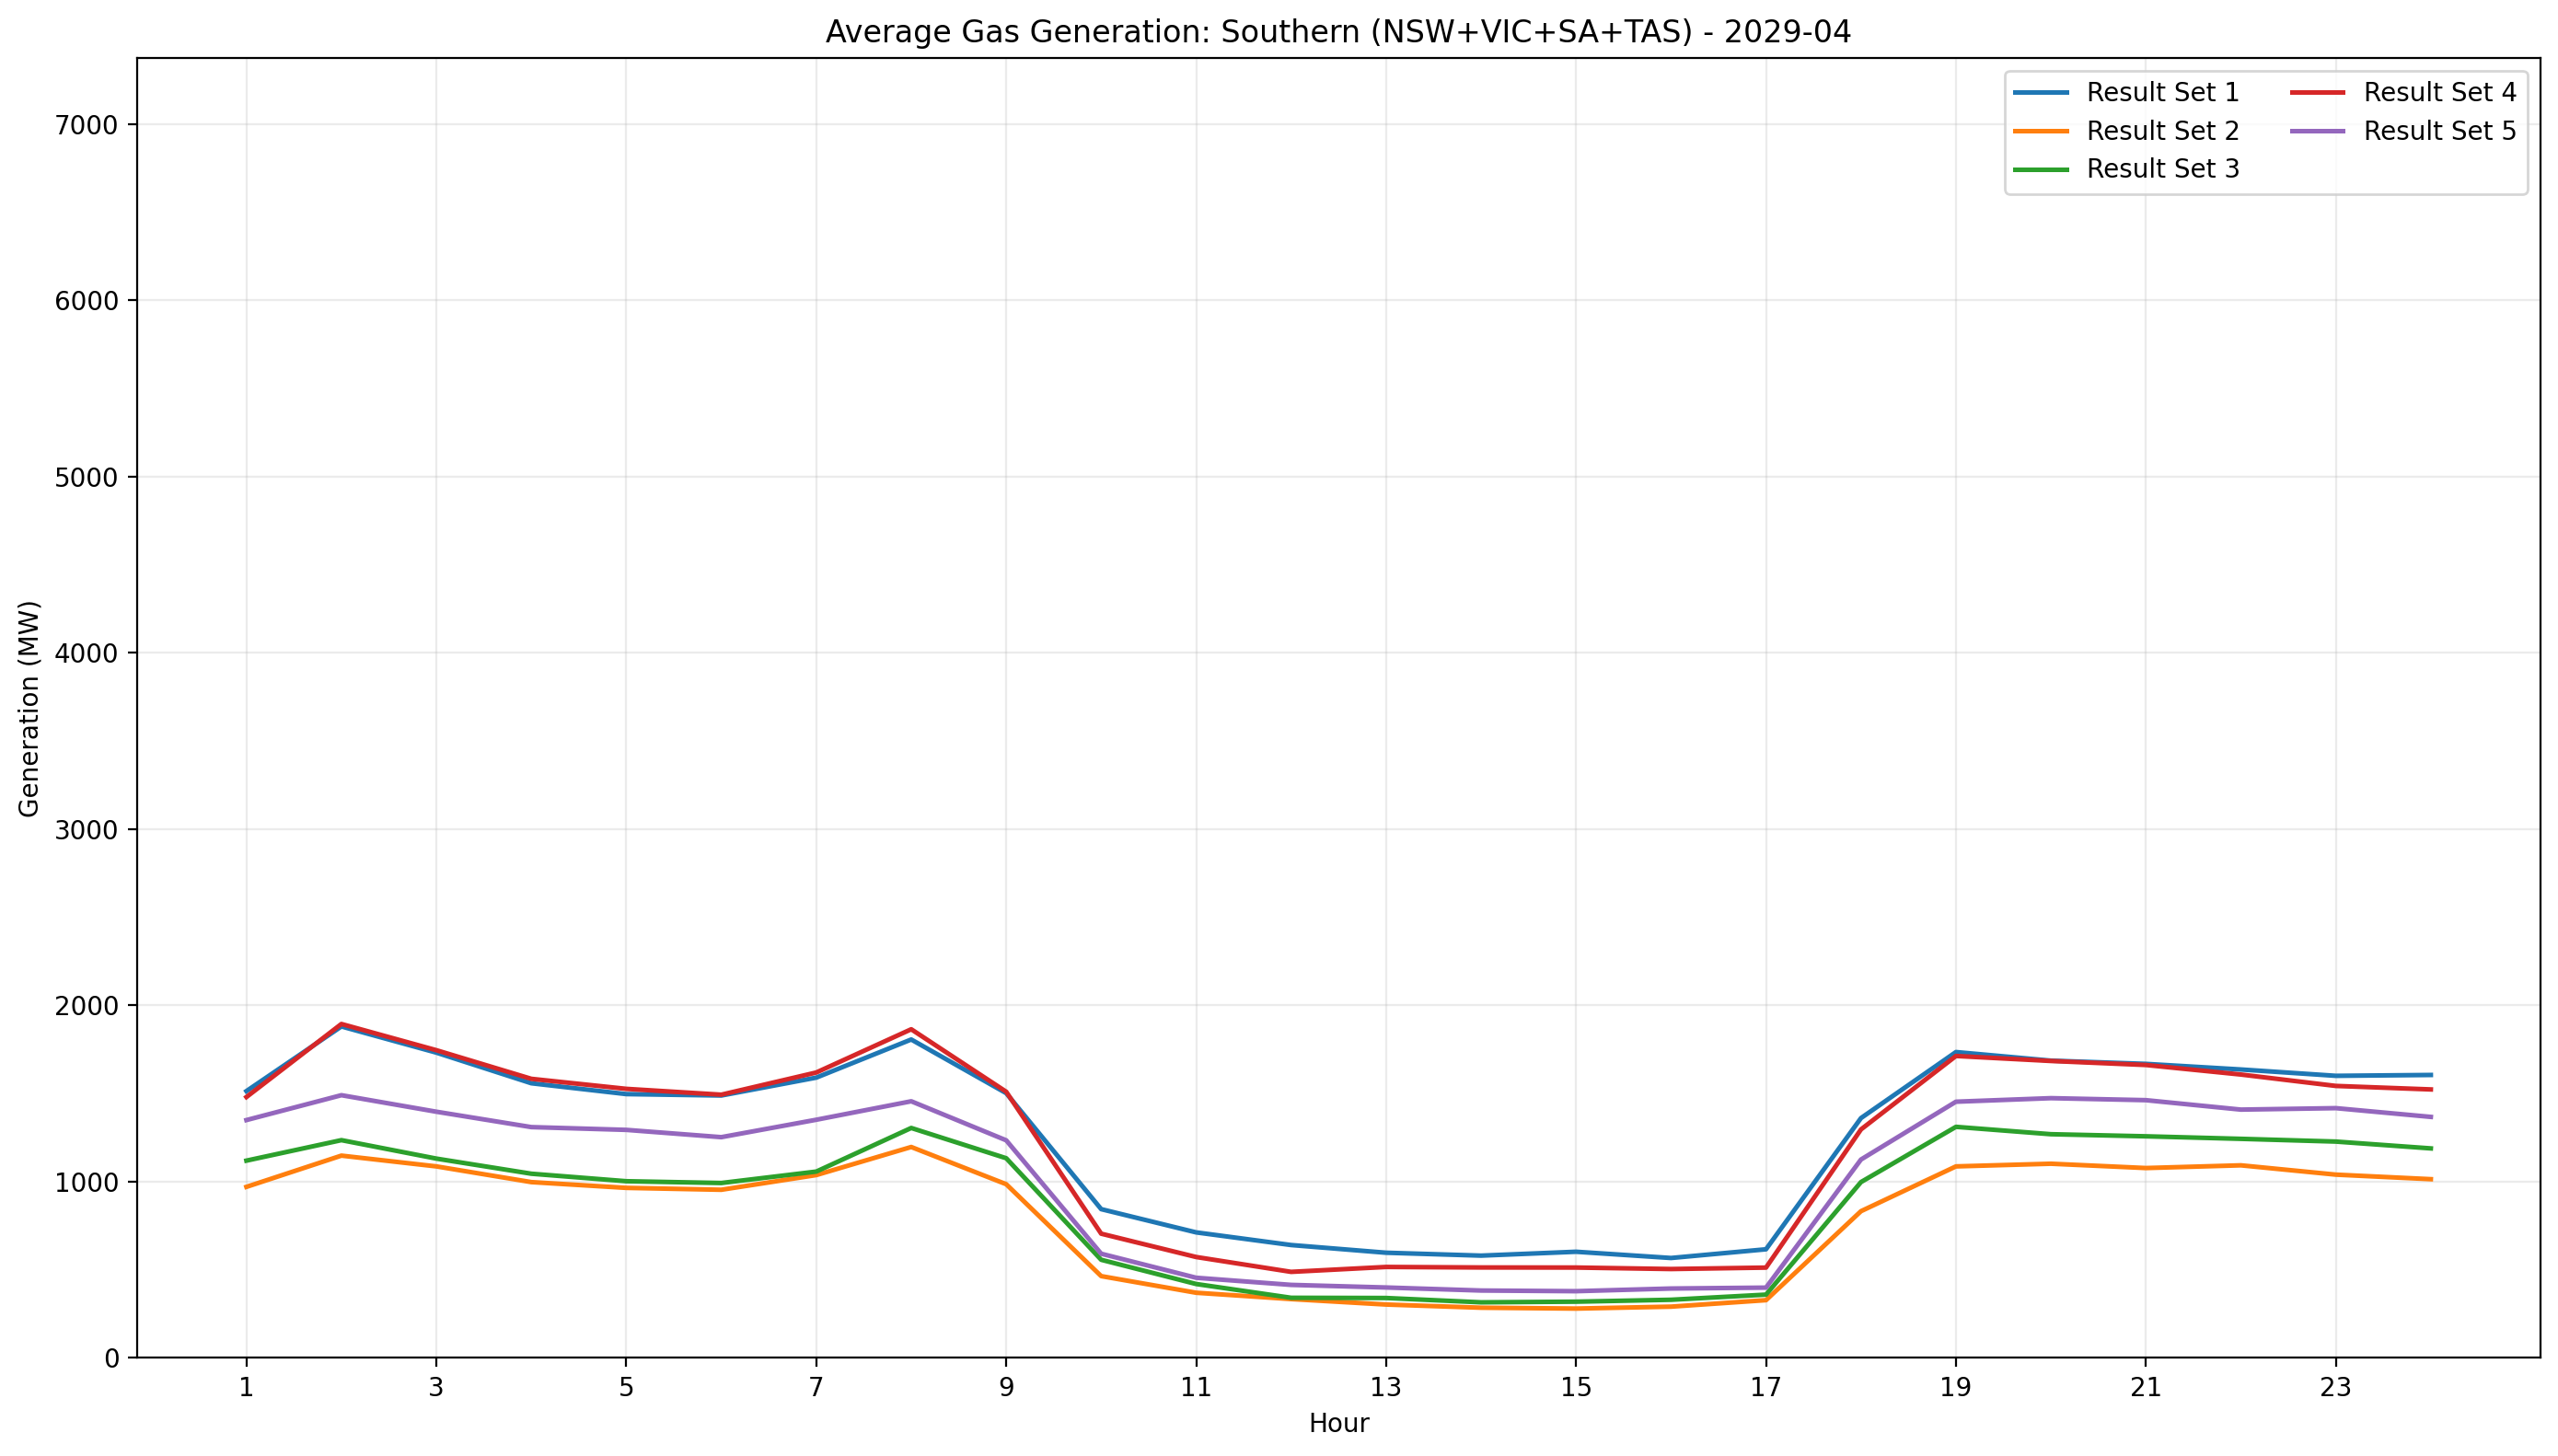 Average Gas Generation: Southern (NSW+VIC+SA+TAS) - 2029-04
Result Set 1
Result Set 2
Result Set 3
Result Set 4
Result Set 5
Generation (MW)
7000
6000
5000
4000
3000
2000
1000
0
1 3 5 7 9 11 13 15 17 19 21 23
Hour